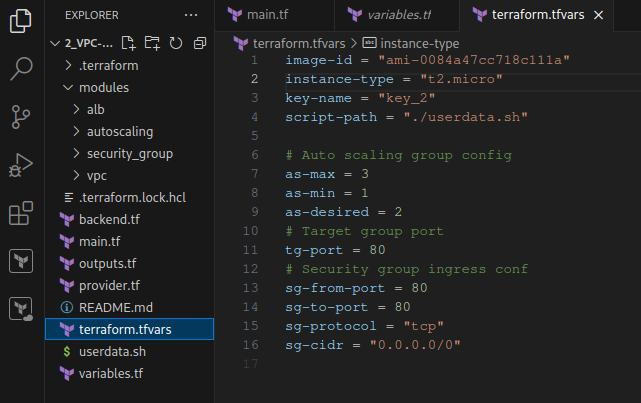 EXPLORER ...
main.tf variables.tf terraform.tfvars
2_VPC-...
terraform.tfvars > instance-type
.terraform
modules
alb
autoscaling
security_group
vpc
.terraform.lock.hcl
backend.tf
main.tf
outputs.tf
provider.tf
README.md
terraform.tfvars
$ userdata.sh
variables.tf
1 image-id = "ami-0084a47cc718c111a"
2 instance-type = "t2.micro"
3 key-name = "key_2"
4 script-path = "./userdata.sh"
5
6 # Auto scaling group config
7 as-max = 3
8 as-min = 1
9 as-desired = 2
10 # Target group port
11 tg-port = 80
12 # Security group ingress conf
13 sg-from-port = 80
14 sg-to-port = 80
15 sg-protocol = "tcp"
16 sg-cidr = "0.0.0.0/0"
17